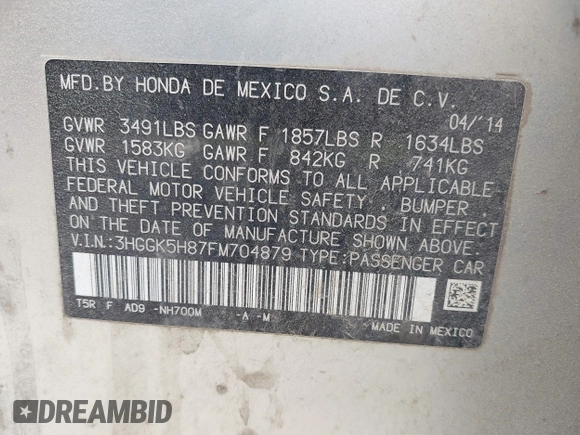 MFD.BY HONDA DE MEXICO S.A. DE C.V.
04/'14
GVWR 3491LBS GAWR F 1857LBS R 1634LBS
GVWR 1583KG GAWR F 842KG R 741KG
THIS VEHICLE CONFORMS TO ALL APPLICABLE
FEDERAL MOTOR VEHICLE SAFETY , BUMPER ,
AND THEFT PREVENTION STANDARDS IN EFFECT
ON THE DATE OF MANUFACTURE SHOWN ABOVE.
V.I.N.:3HGGK5H87FM704879 TYPE:PASSENGER CAR
T5R F AD9 -NH700M -A -M
MADE IN MEXICO
DREAMBID